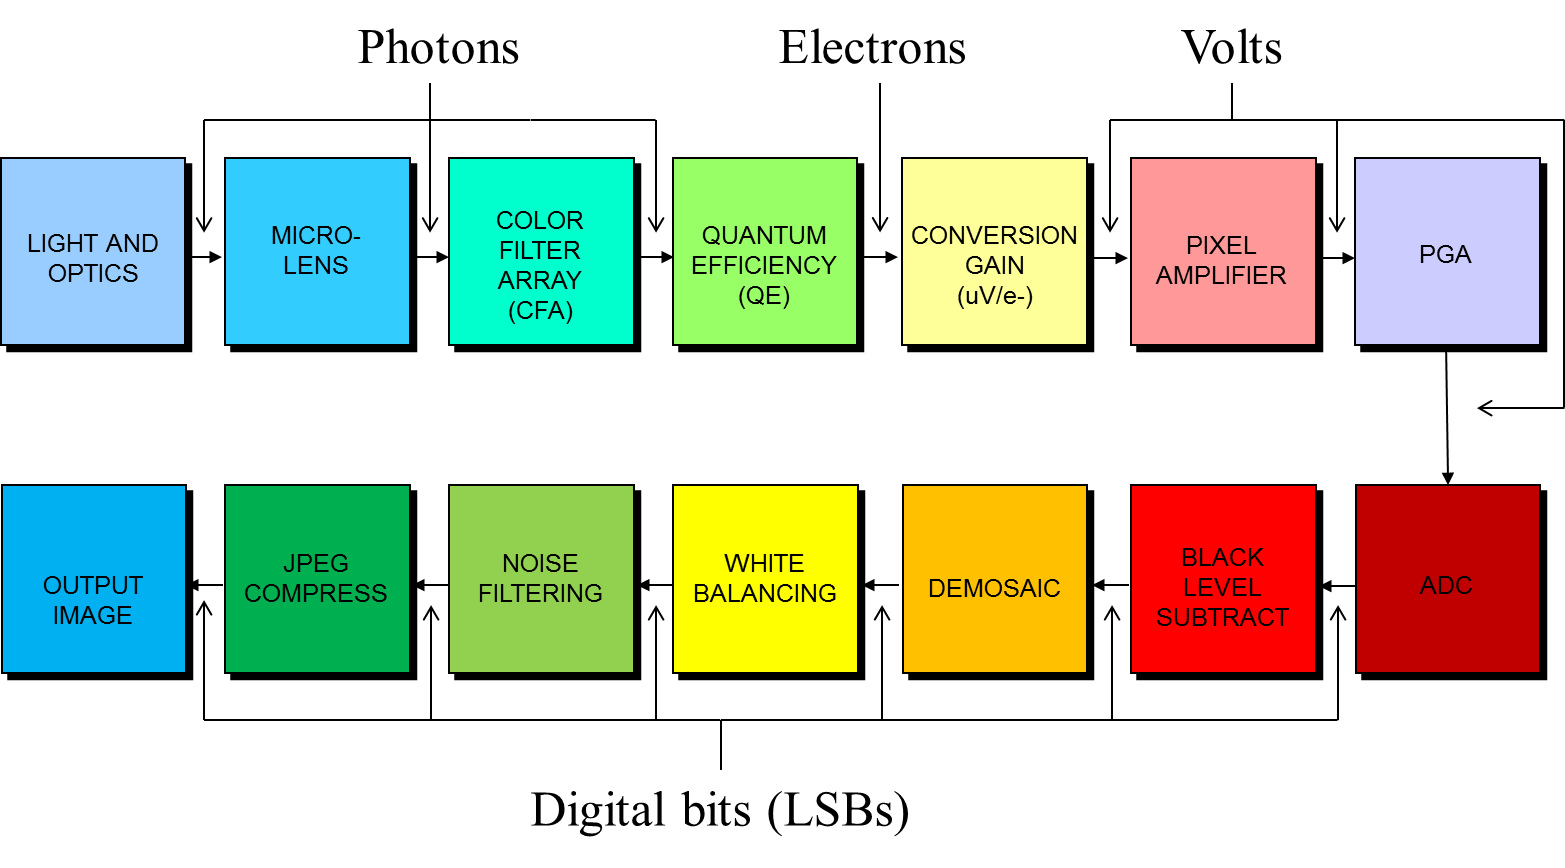 Photons
Electrons
Volts
LIGHT AND
OPTICS
MICRO-
LENS
COLOR
FILTER
ARRAY
(CFA)
QUANTUM
EFFICIENCY
(QE)
CONVERSION
GAIN
(uV/e-)
PIXEL
AMPLIFIER
PGA
OUTPUT
IMAGE
JPEG
COMPRESS
NOISE
FILTERING
WHITE
BALANCING
DEMOSAIC
BLACK
LEVEL
SUBTRACT
ADC
Digital bits (LSBs)